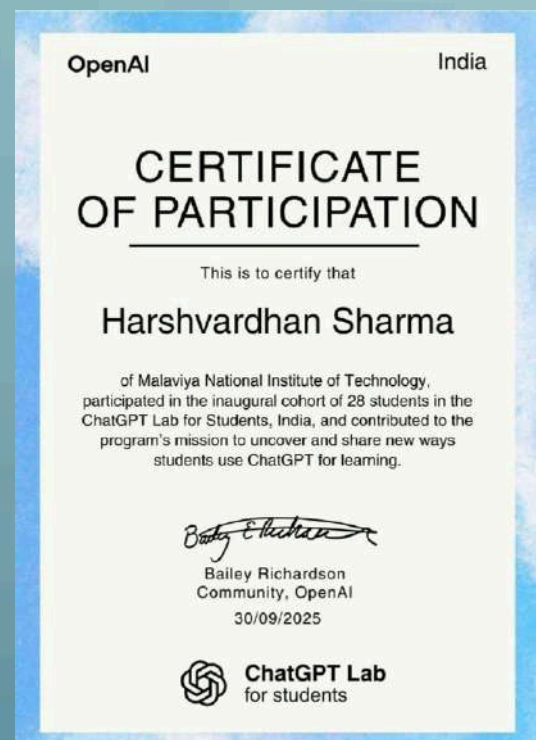 OpenAI India
CERTIFICATE
OF PARTICIPATION
This is to certify that
Harshvardhan Sharma
of Malaviya National Institute of Technology,
participated in the inaugural cohort of 28 students in the
ChatGPT Lab for Students, India, and contributed to the
program's mission to uncover and share new ways
students use ChatGPT for learning.
Bailey Richardson
Community, OpenAI
30/09/2025
ChatGPT Lab
for students